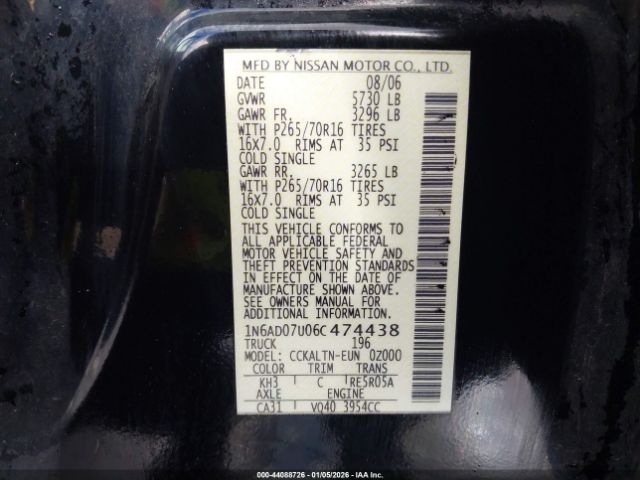 MFD BY NISSAN MOTOR CO., LTD.
DATE 08/06
GVWR 5730 LB
GAWR FR. 3296 LB
WITH P265/70R16 TIRES
16X7.0 RIMS AT 35 PSI
COLD SINGLE
GAWR RR. 3265 LB
WITH P265/70R16 TIRES
16X7.0 RIMS AT 35 PSI
COLD SINGLE
THIS VEHICLE CONFORMS TO
ALL APPLICABLE FEDERAL
MOTOR VEHICLE SAFETY AND
THEFT PREVENTION STANDARDS
IN EFFECT ON THE DATE OF
MANUFACTURE SHOWN ABOVE.
SEE OWNERS MANUAL FOR
ADDITIONAL INFORMATION.
1N6AD07U06C474438
TRUCK 196
MODEL: CCKALTN-EUN 0Z000
COLOR TRIM TRANS
KH3 C RE5R05A
AXLE ENGINE
CA31 VQ40 3954CC
000-44088726 - 01/05/2026 - IAA Inc.